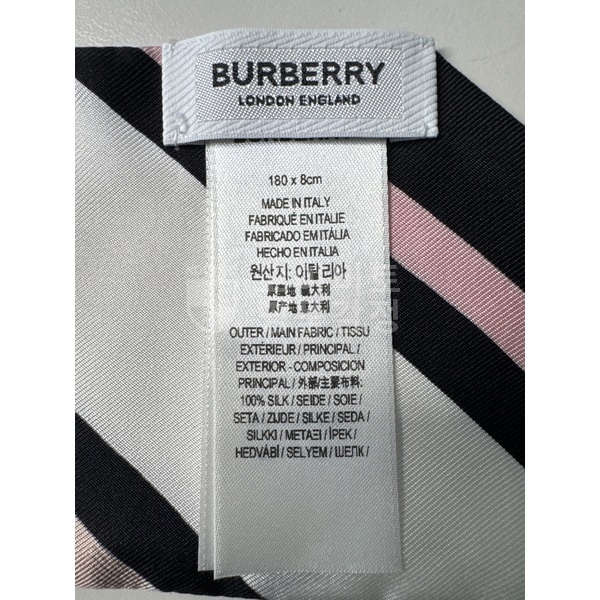 BURBERRY
LONDON ENGLAND
180 x 8cm
MADE IN ITALY
FABRIQUÉ EN ITALIE
FABRICADO EM ITÁLIA
HECHO EN ITALIA
원산지: 이탈리아
原產地 義大利
原产地 意大利
OUTER / MAIN FABRIC / TISSU
EXTÉRIEUR / PRINCIPAL /
EXTERIOR - COMPOSICION
PRINCIPAL / 外部/主要布料:
100% SILK / SEIDE / SOIE /
SETA / ZIJDE / SILKE / SEDA /
SILKKI / ΜΕΤΑΞΙ / İPEK /
HEDVÁBÍ / SELYEM / ШЕЛК /